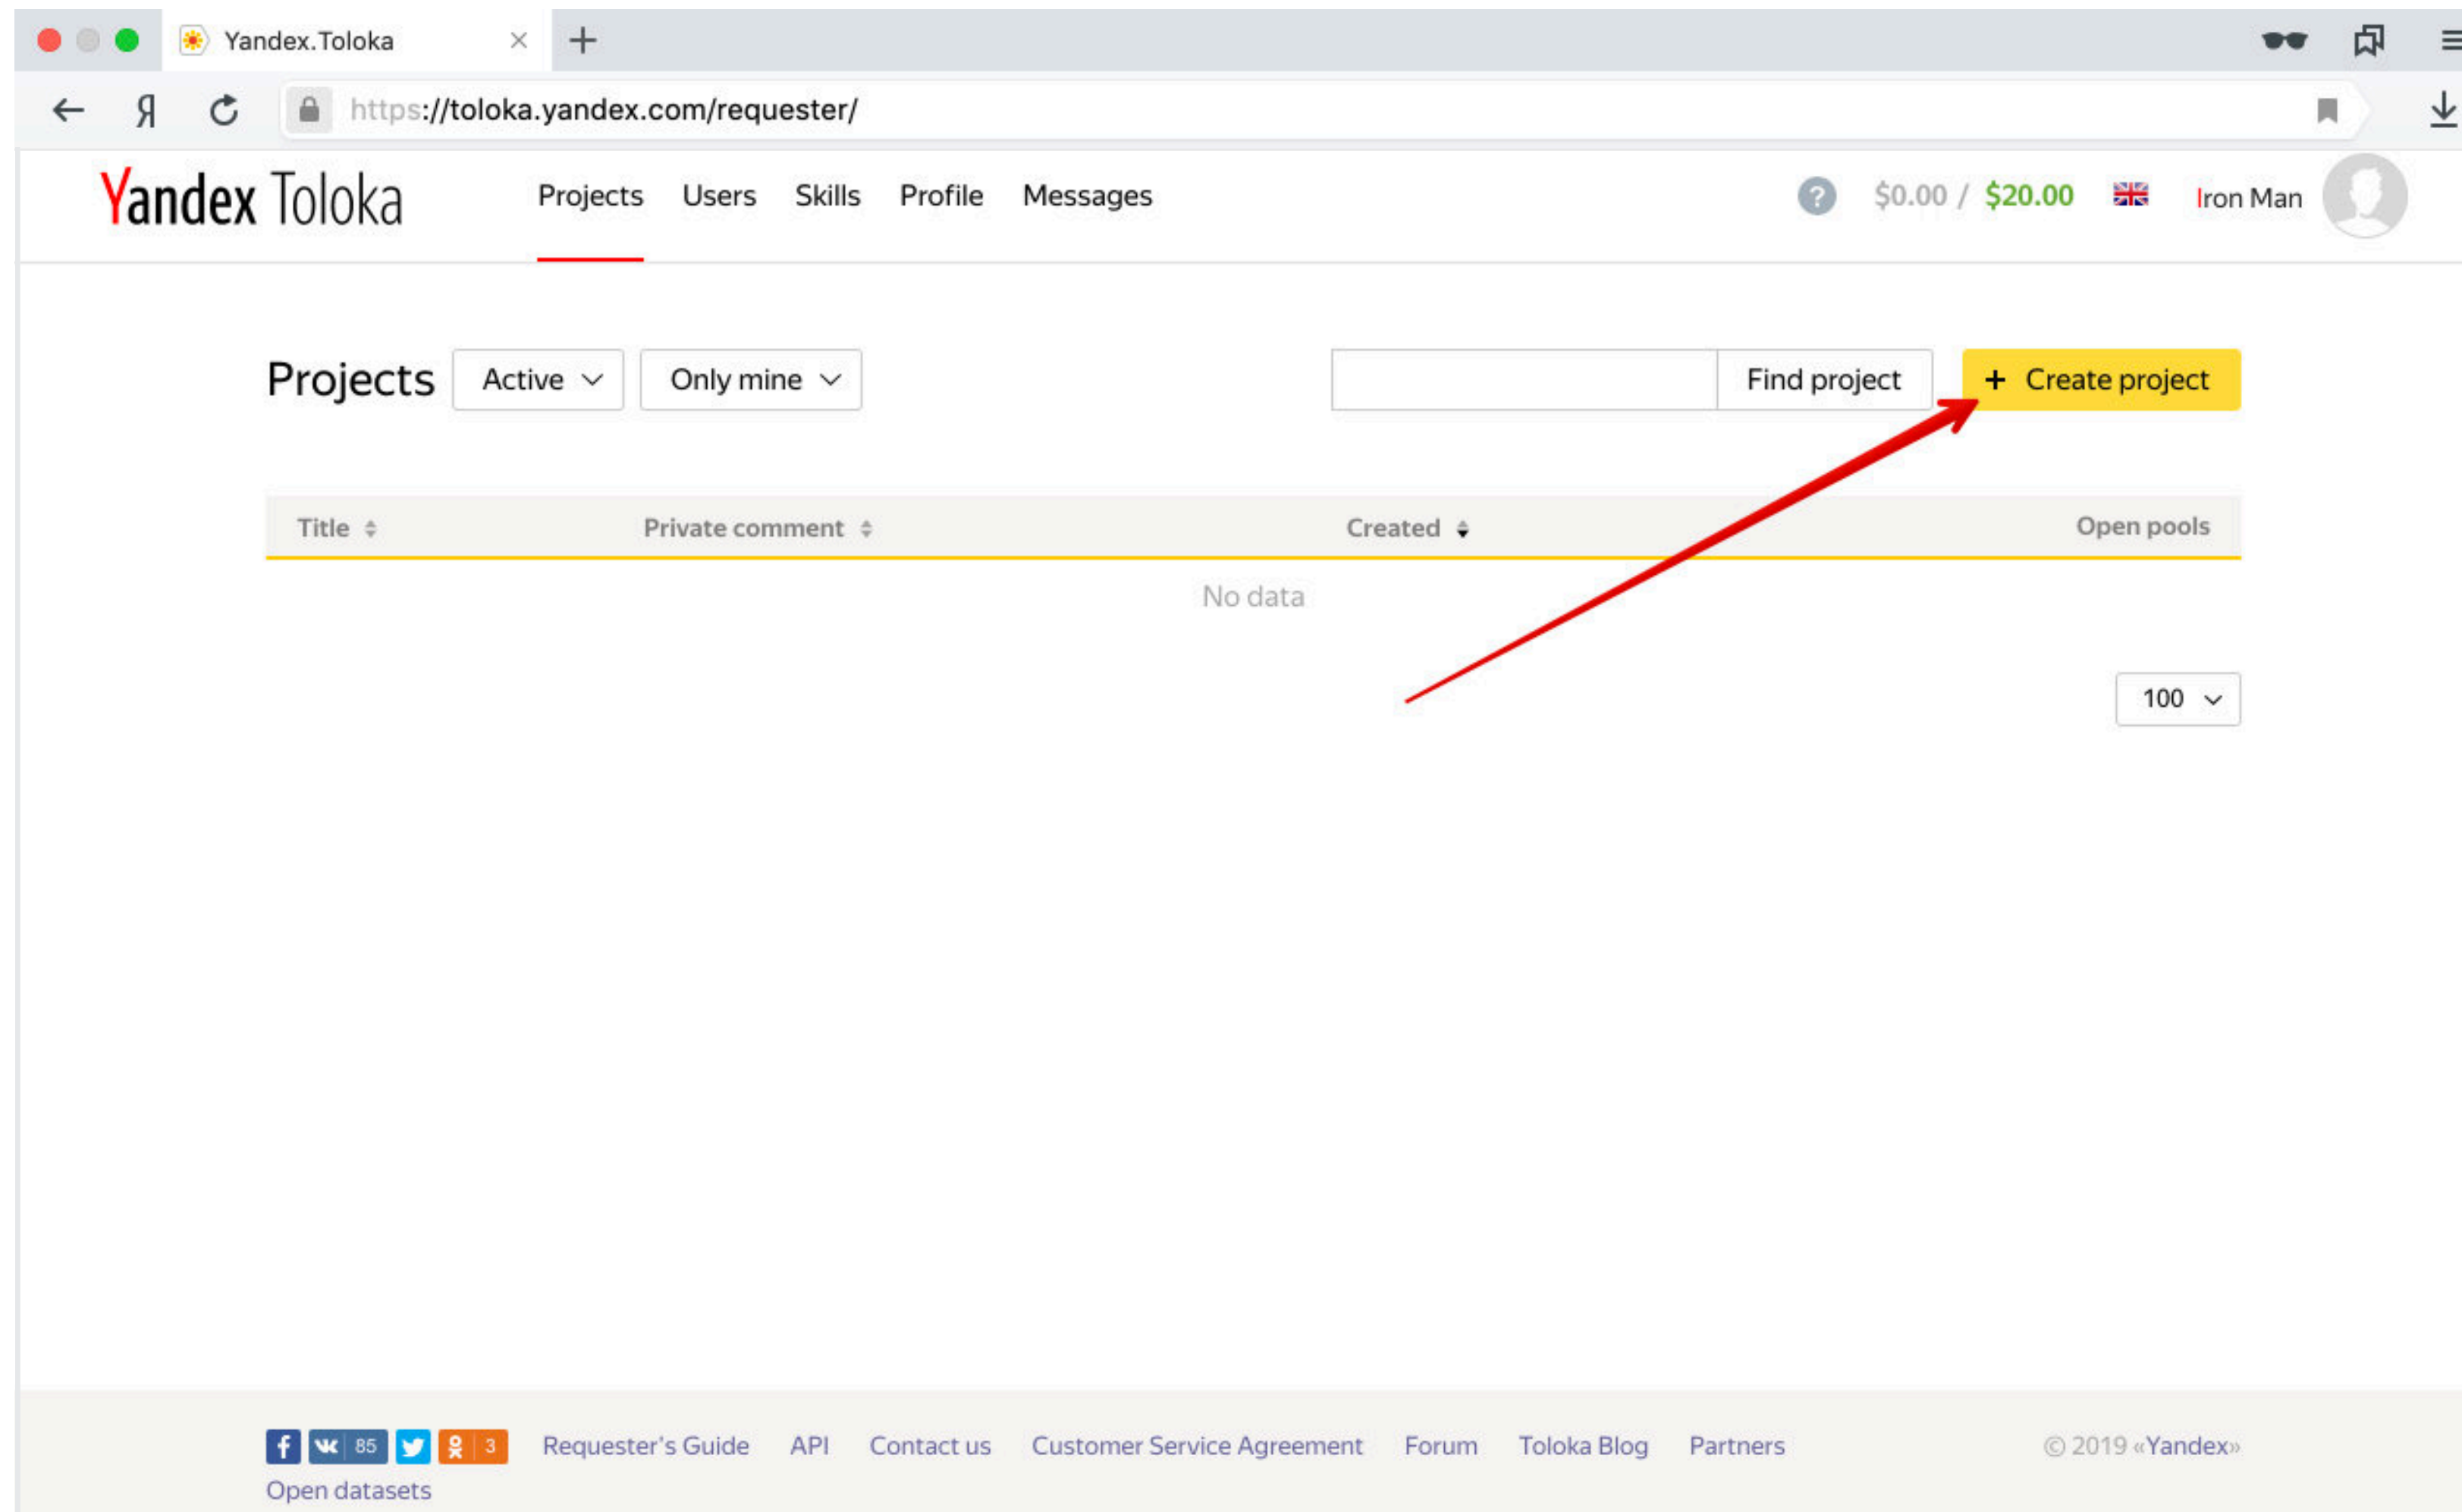 Yandex.Toloka
Я https://toloka.yandex.com/requester/
Yandex Toloka Projects Users Skills Profile Messages ? $0.00 / $20.00 Iron Man
Projects Active Only mine Find project + Create project
Title Private comment Created Open pools
No data
100
f 85 3 Requester's Guide API Contact us Customer Service Agreement Forum Toloka Blog Partners © 2019 «Yandex»
Open datasets